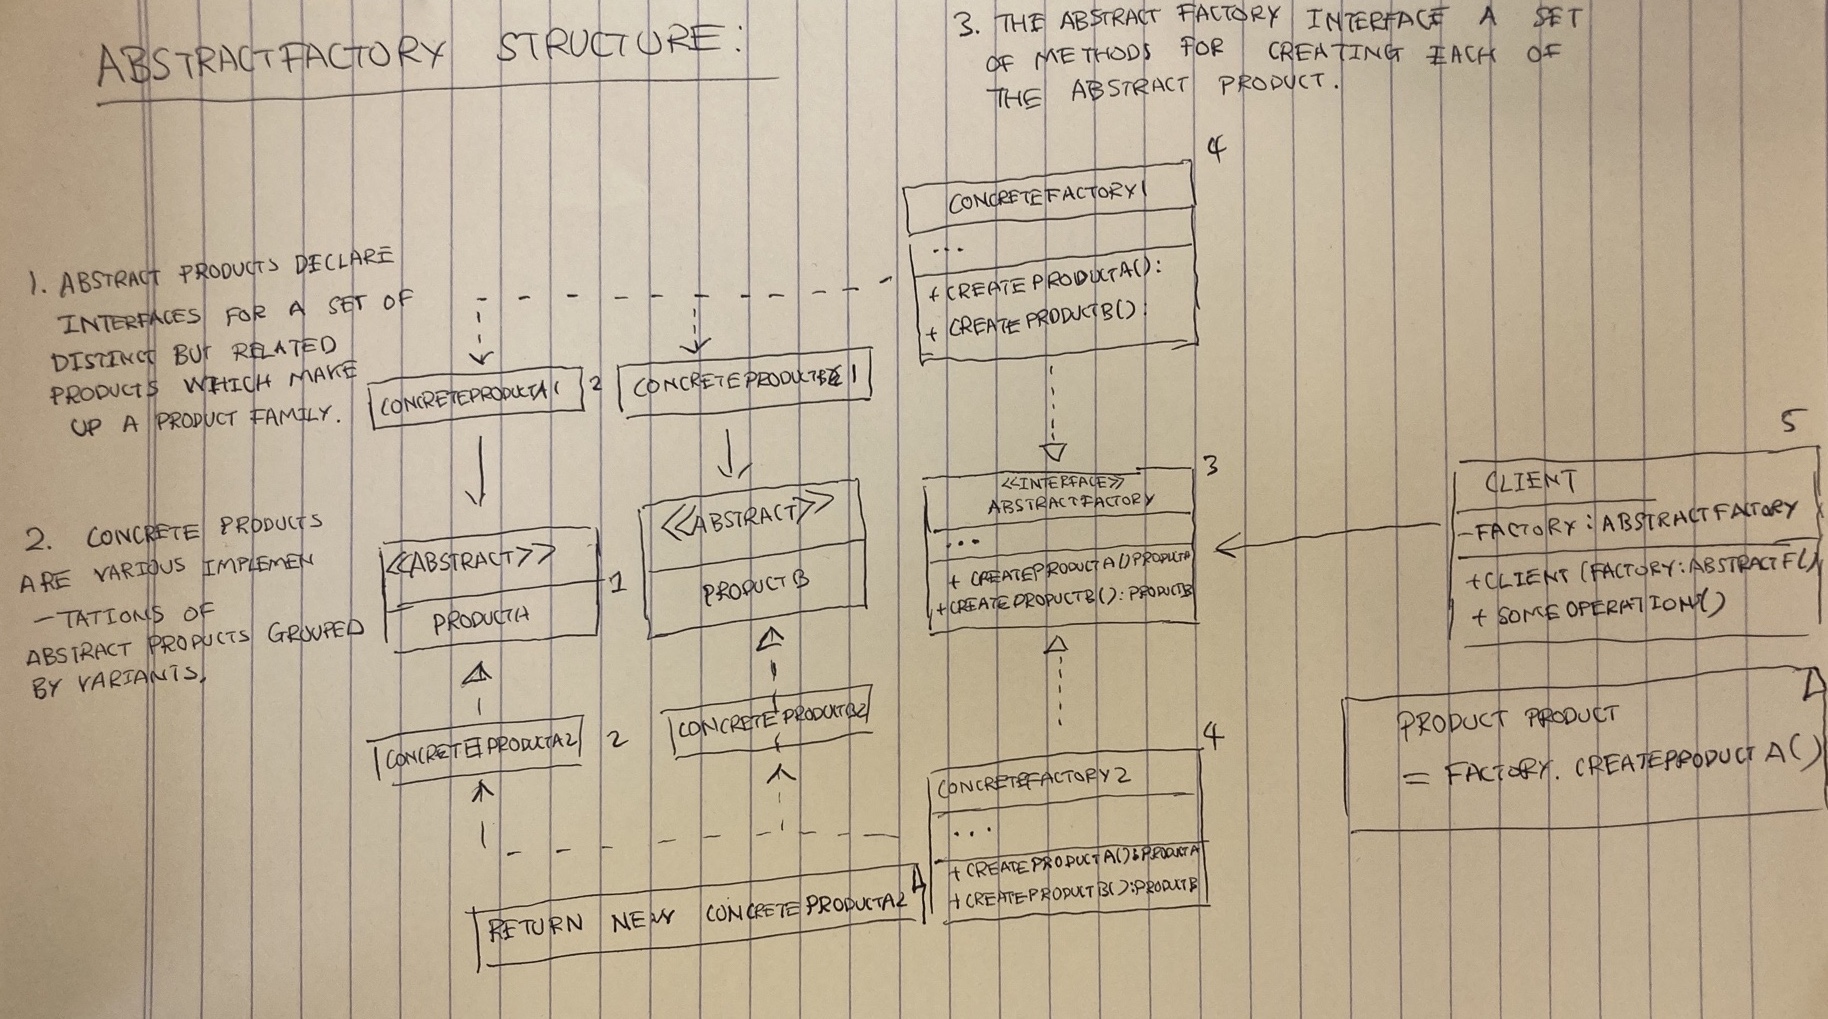 ABSTRACTFACTORY STRUCTURE:
3. THE ABSTRACT FACTORY INTERFACE A SET
OF METHODS FOR CREATING EACH OF
THE ABSTRACT PRODUCT.
4
CONCRETEFACTORY1
...
+ CREATEPRODUCTA():
+ CREATEPRODUCTB():
1. ABSTRACT PRODUCTS DECLARE
INTERFACES FOR A SET OF
DISTINCT BUT RELATED
PRODUCTS WHICH MAKE
UP A PRODUCT FAMILY.
CONCRETEPRODUCTA1
2
CONCRETEPRODUCTB1
2. CONCRETE PRODUCTS
ARE VARIOUS IMPLEMEN
-TATIONS OF
ABSTRACT PRODUCTS GROUPED
BY VARIANTS.
<<ABSTRACT>>
PRODUCTA
1
<<ABSTRACT>>
PRODUCTB
3
<<INTERFACE>>
ABSTRACTFACTORY
...
+ CREATEPRODUCTA()PRODUCTA
+CREATEPRODUCTB():PRODUCTB
5
CLIENT
-FACTORY:ABSTRACTFACTORY
+CLIENT(FACTORY:ABSTRACTF()
+ SOMEOPERATION()
PRODUCT PRODUCT
= FACTORY. CREATEPRODUCTA()
CONCRETEPRODUCTA2
2
CONCRETEPRODUCTB2
4
CONCRETEFACTORY2
...
+CREATEPRODUCTA():PRODUCTA
+CREATEPRODUCTB():PRODUCTB
RETURN NEW CONCRETEPRODUCTA2